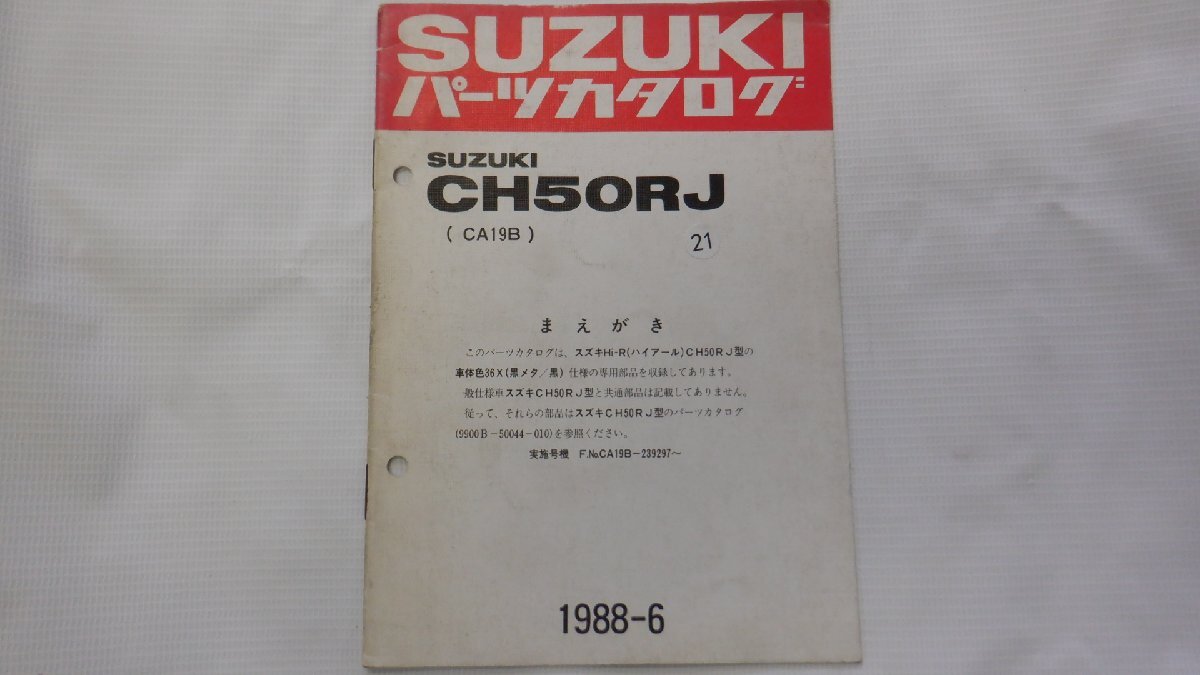 SUZUKI
パーツカタログ
SUZUKI
CH50RJ
( CA19B )
21
まえがき
このパーツカタログは、スズキHi-R(ハイアール)CH50RJ型の
車体色36X(黒メタ/黒) 仕様の専用部品を収録してあります。
一般仕様車スズキCH50RJ型と共通部品は記載してありません。
従って、それらの部品はスズキCH50RJ型のパーツカタログ
(9900B-50044-010)を参照ください。
実施号機 F.No.CA19B-239297~
1988-6